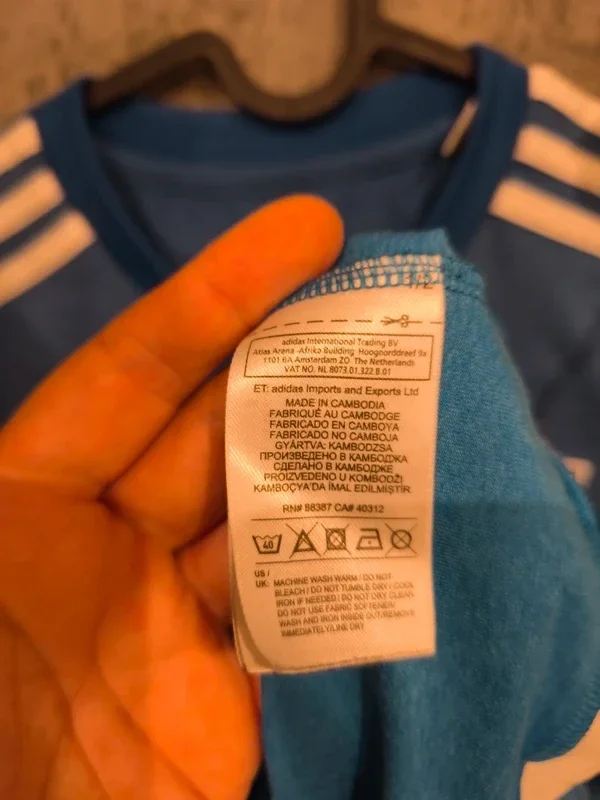 1/2
adidas International Trading BV
Atlas Arena -Afrika Building Hoogoorddreef 9a
1101 BA Amsterdam ZO The Netherlands
VAT NO. NL 8073.01.322.B.01
ET: adidas Imports and Exports Ltd
MADE IN CAMBODIA
FABRIQUÉ AU CAMBODGE
FABRICADO EN CAMBOYA
FABRICADO NO CAMBOJA
GYÁRTVA: KAMBODZSA
ПРОИЗВЕДЕНО В КАМБОДЖА
СДЕЛАНО В КАМБОДЖЕ
PROIZVEDENO U KOMBODŽI
KAMBOÇYA'DA İMAL EDİLMİŞTİR
RN# 88387 CA# 40312
40
US /
UK: MACHINE WASH WARM / DO NOT
BLEACH / DO NOT TUMBLE DRY / COOL
IRON IF NEEDED / DO NOT DRY CLEAN
DO NOT USE FABRIC SOFTENER/
WASH AND IRON INSIDE OUT/REMOVE
IMMEDIATELY/LINE DRY